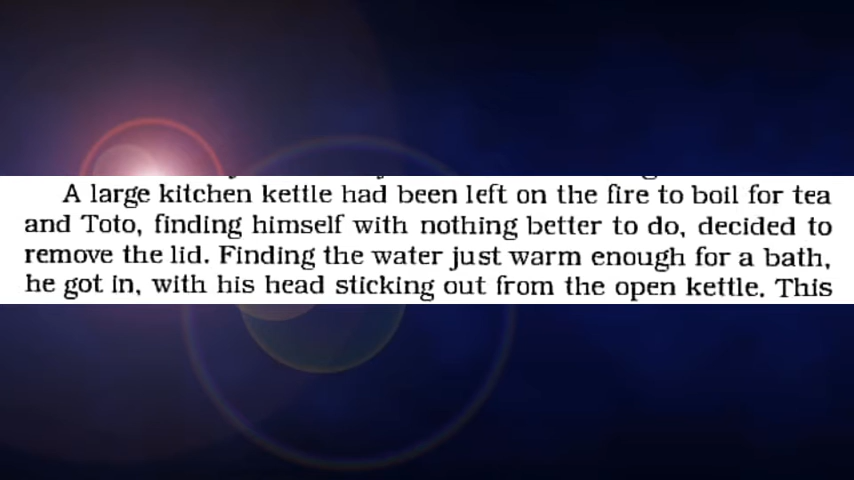 A large kitchen kettle had been left on the fire to boil for tea
and Toto, finding himself with nothing better to do, decided to
remove the lid. Finding the water just warm enough for a bath,
he got in, with his head sticking out from the open kettle. This